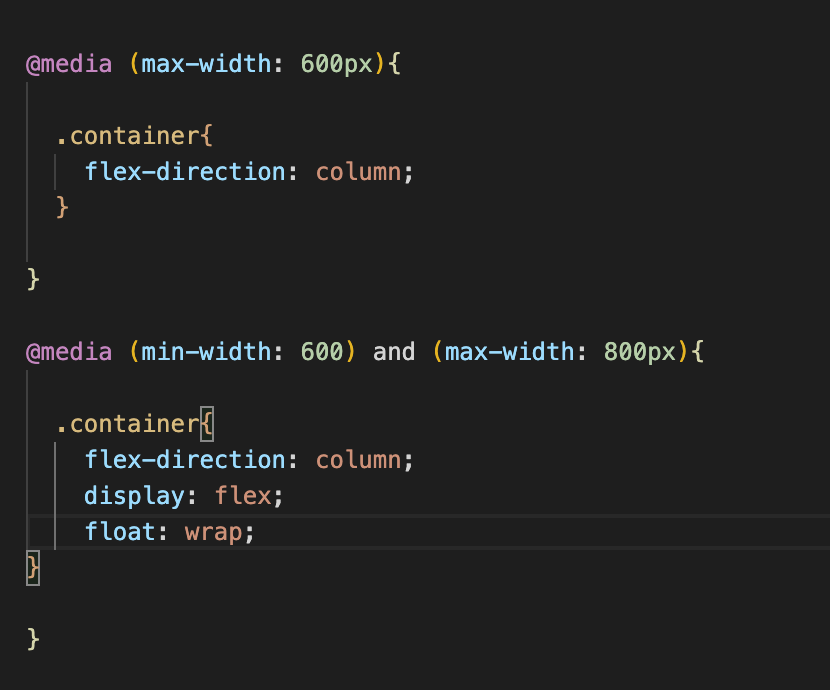 @media (max-width: 600px){
.container{
flex-direction: column;
}
}
@media (min-width: 600) and (max-width: 800px){
.container{
flex-direction: column;
display: flex;
float: wrap;
}
}